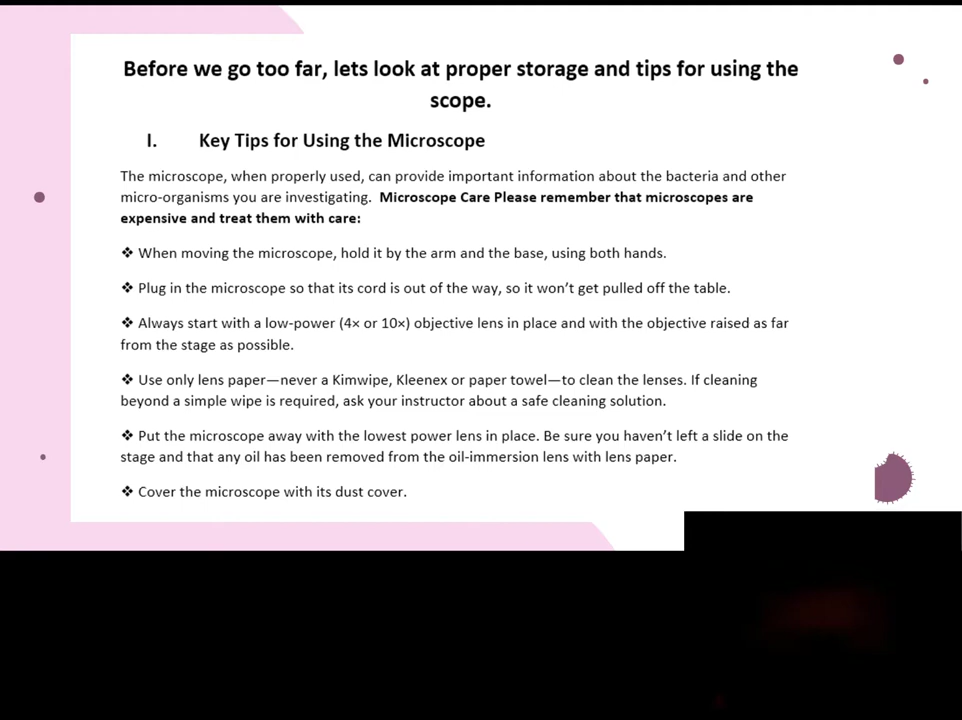 Before we go too far, lets look at proper storage and tips for using the
scope.
I. Key Tips for Using the Microscope
The microscope, when properly used, can provide important information about the bacteria and other
micro-organisms you are investigating. Microscope Care Please remember that microscopes are
expensive and treat them with care:
❖ When moving the microscope, hold it by the arm and the base, using both hands.
❖ Plug in the microscope so that its cord is out of the way, so it won’t get pulled off the table.
❖ Always start with a low-power (4× or 10×) objective lens in place and with the objective raised as far
from the stage as possible.
❖ Use only lens paper—never a Kimwipe, Kleenex or paper towel—to clean the lenses. If cleaning
beyond a simple wipe is required, ask your instructor about a safe cleaning solution.
❖ Put the microscope away with the lowest power lens in place. Be sure you haven’t left a slide on the
stage and that any oil has been removed from the oil-immersion lens with lens paper.
❖ Cover the microscope with its dust cover.